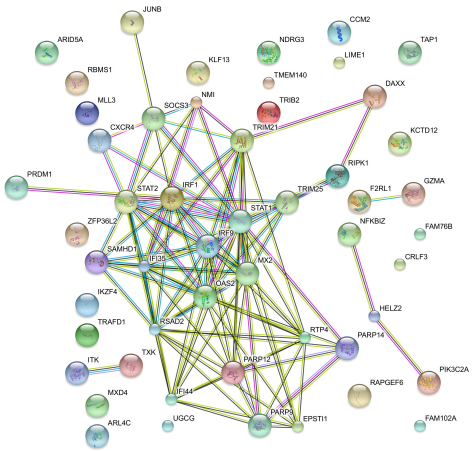 JUNB
CCM2
NDRG3
ARID5A
TAP1
LIME1
KLF13
RBMS1
TMEM140
DAXX
NMI
MLL3
SOCS3
TRIB2
CXCR4
TRIM21
KCTD12
RIPK1
PRDM1
GZMA
STAT2
IRF1
F2RL1
TRIM25
STAT1
NFKBIZ
ZFP36L2
FAM76B
IRF9
SAMHD1
IFI35
MX2
CRLF3
IKZF4
OAS2
HELZ2
RSAD2
TRAFD1
RTP4
PARP14
TXK
ITK
PARP12
PIK3C2A
RAPGEF6
MXD4
IFI44
PARP9
UGCG
EPSTI1
FAM102A
ARL4C